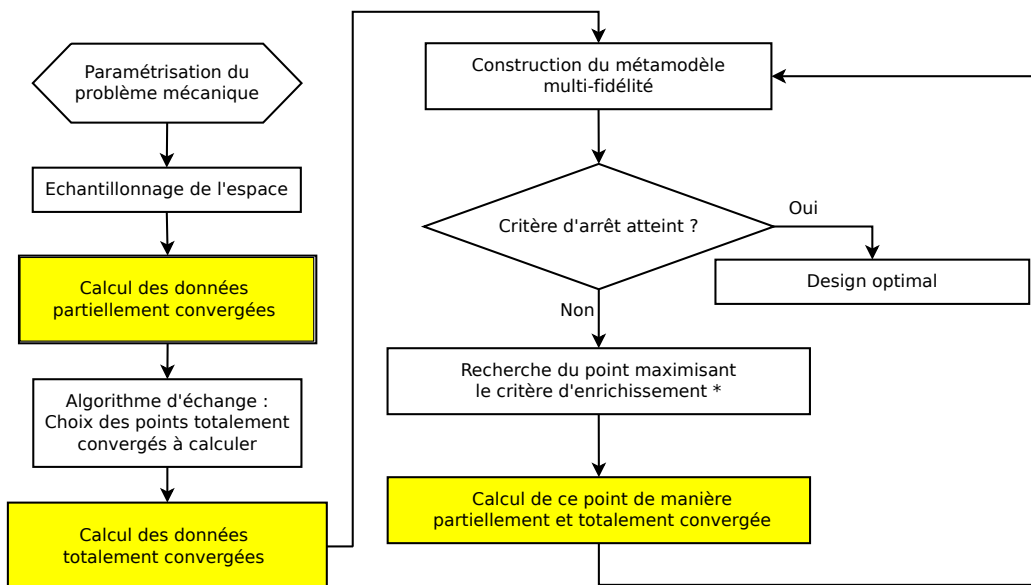 Paramétrisation du
problème mécanique
Echantillonnage de l'espace
Calcul des données
partiellement convergées
Algorithme d'échange :
Choix des points totalement
convergés à calculer
Calcul des données
totalement convergées
Construction du métamodèle
multi-fidélité
Critère d'arrêt atteint ?
Oui
Design optimal
Non
Recherche du point maximisant
le critère d'enrichissement *
Calcul de ce point de manière
partiellement et totalement convergée